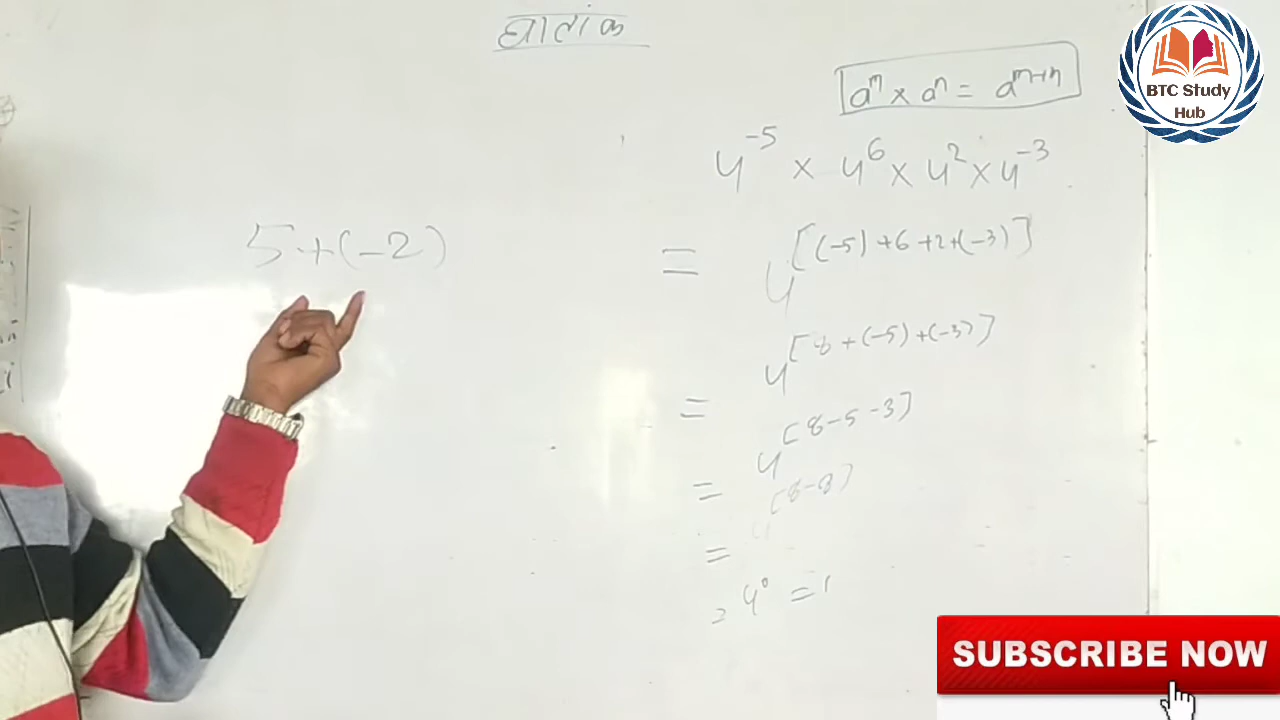 घातांक
a^m × a^n = a^{m+n}
4^{-5} × 4^6 × 4^2 × 4^{-3}
5+(-2)
= 4^{[(-5)+6+2+(-3)]}
= 4^{[8+(-5)+(-3)]}
= 4^{[8-5-3]}
= 4^{[8-8]}
= 4^0 = 1
BTC Study
Hub
SUBSCRIBE NOW